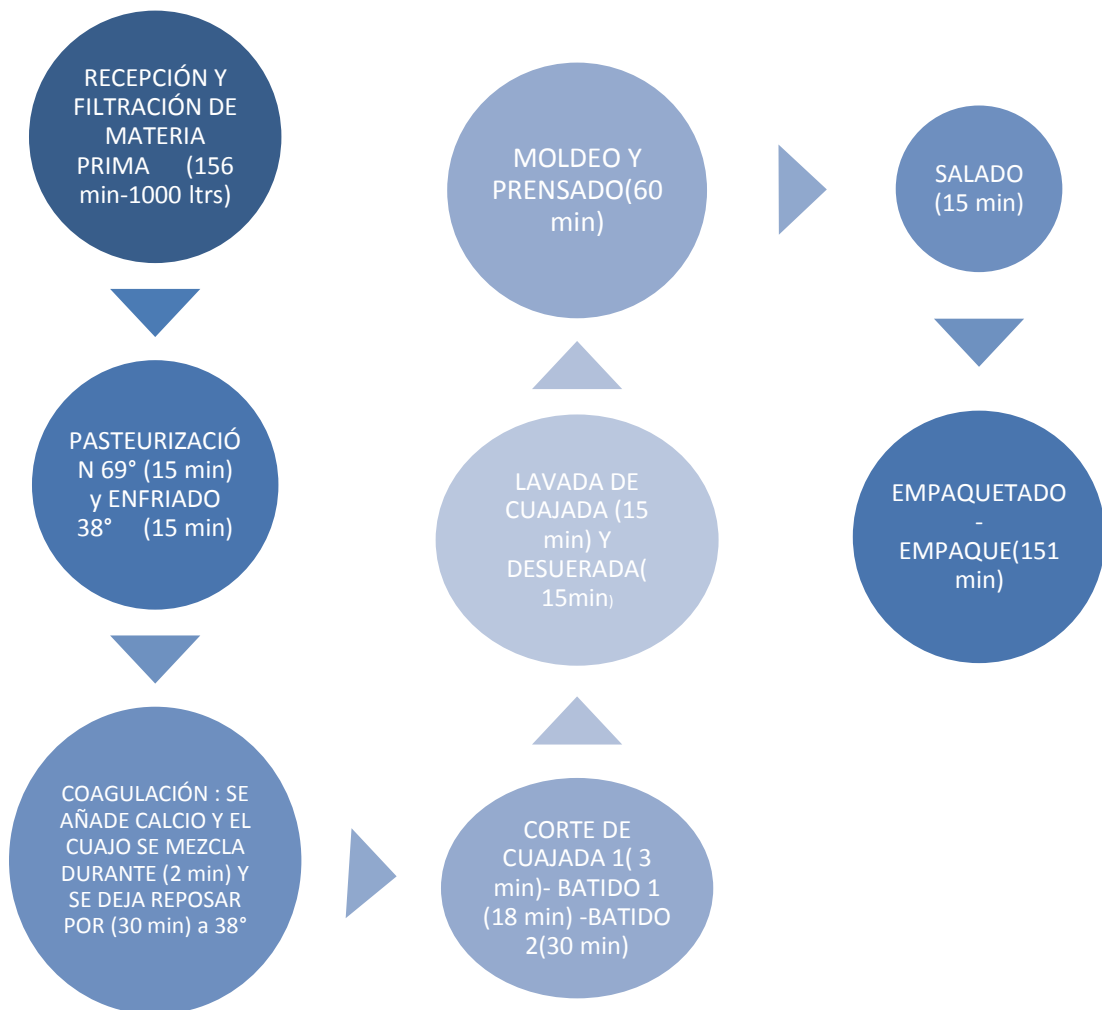 RECEPCIÓN Y
FILTRACIÓN DE
MATERIA
PRIMA (156
min-1000 ltrs)
PASTEURIZACIÓ
N 69° (15 min)
y ENFRIADO
38° (15 min)
COAGULACIÓN : SE
AÑADE CALCIO Y EL
CUAJO SE MEZCLA
DURANTE (2 min) Y
SE DEJA REPOSAR
POR (30 min) a 38°
CORTE DE
CUAJADA 1( 3
min)- BATIDO 1
(18 min) -BATIDO
2(30 min)
LAVADA DE
CUAJADA (15
min) Y
DESUERADA(
15min)
MOLDEO Y
PRENSADO(60
min)
SALADO
(15 min)
EMPAQUETADO
-
EMPAQUE(151
min)